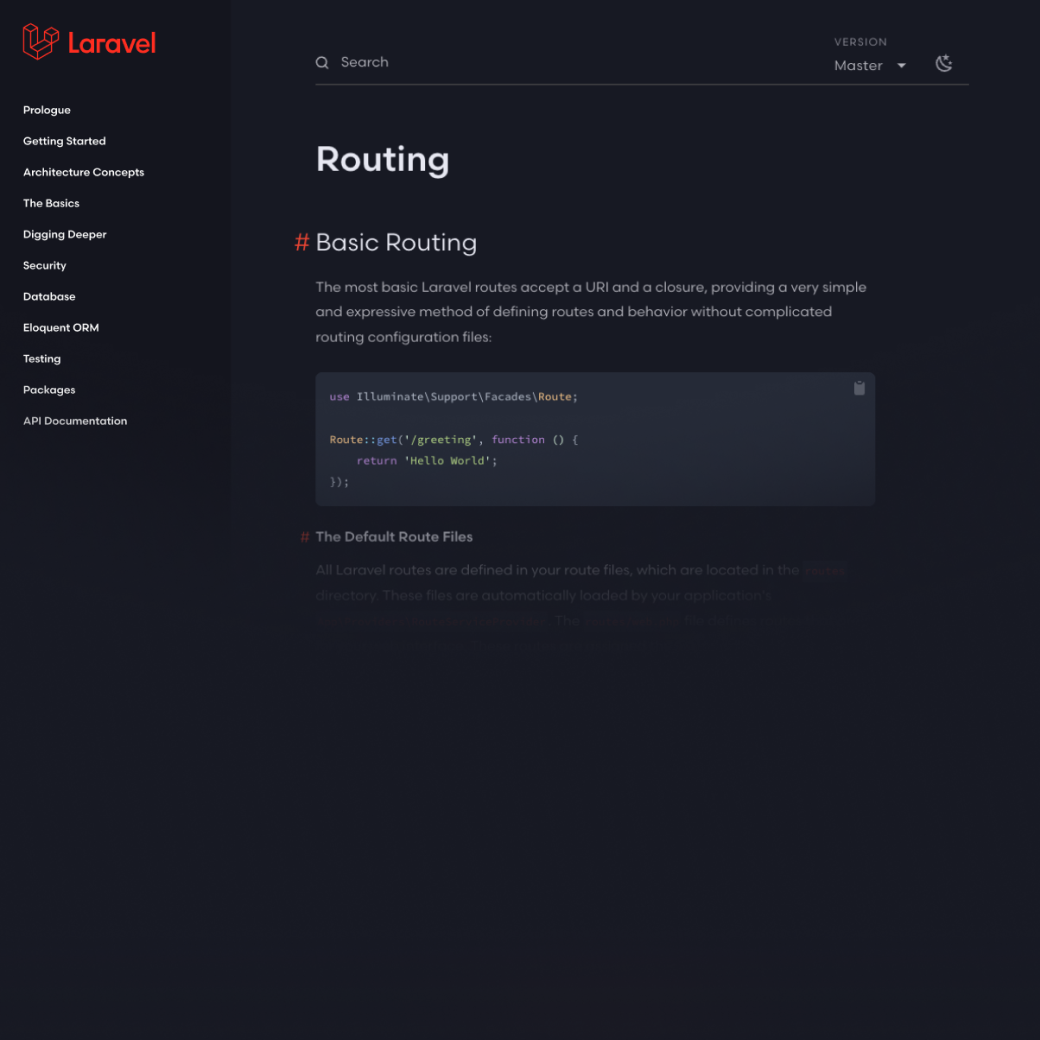 Laravel
Prologue
Getting Started
Architecture Concepts
The Basics
Digging Deeper
Security
Database
Eloquent ORM
Testing
Packages
API Documentation
Search
VERSION
Master
Routing
# Basic Routing
The most basic Laravel routes accept a URI and a closure, providing a very simple
and expressive method of defining routes and behavior without complicated
routing configuration files:
use Illuminate\Support\Facades\Route;
Route::get('/greeting', function () {
    return 'Hello World';
});
# The Default Route Files
All Laravel routes are defined in your route files, which are located in the routes
directory. These files are automatically loaded by your application's
The